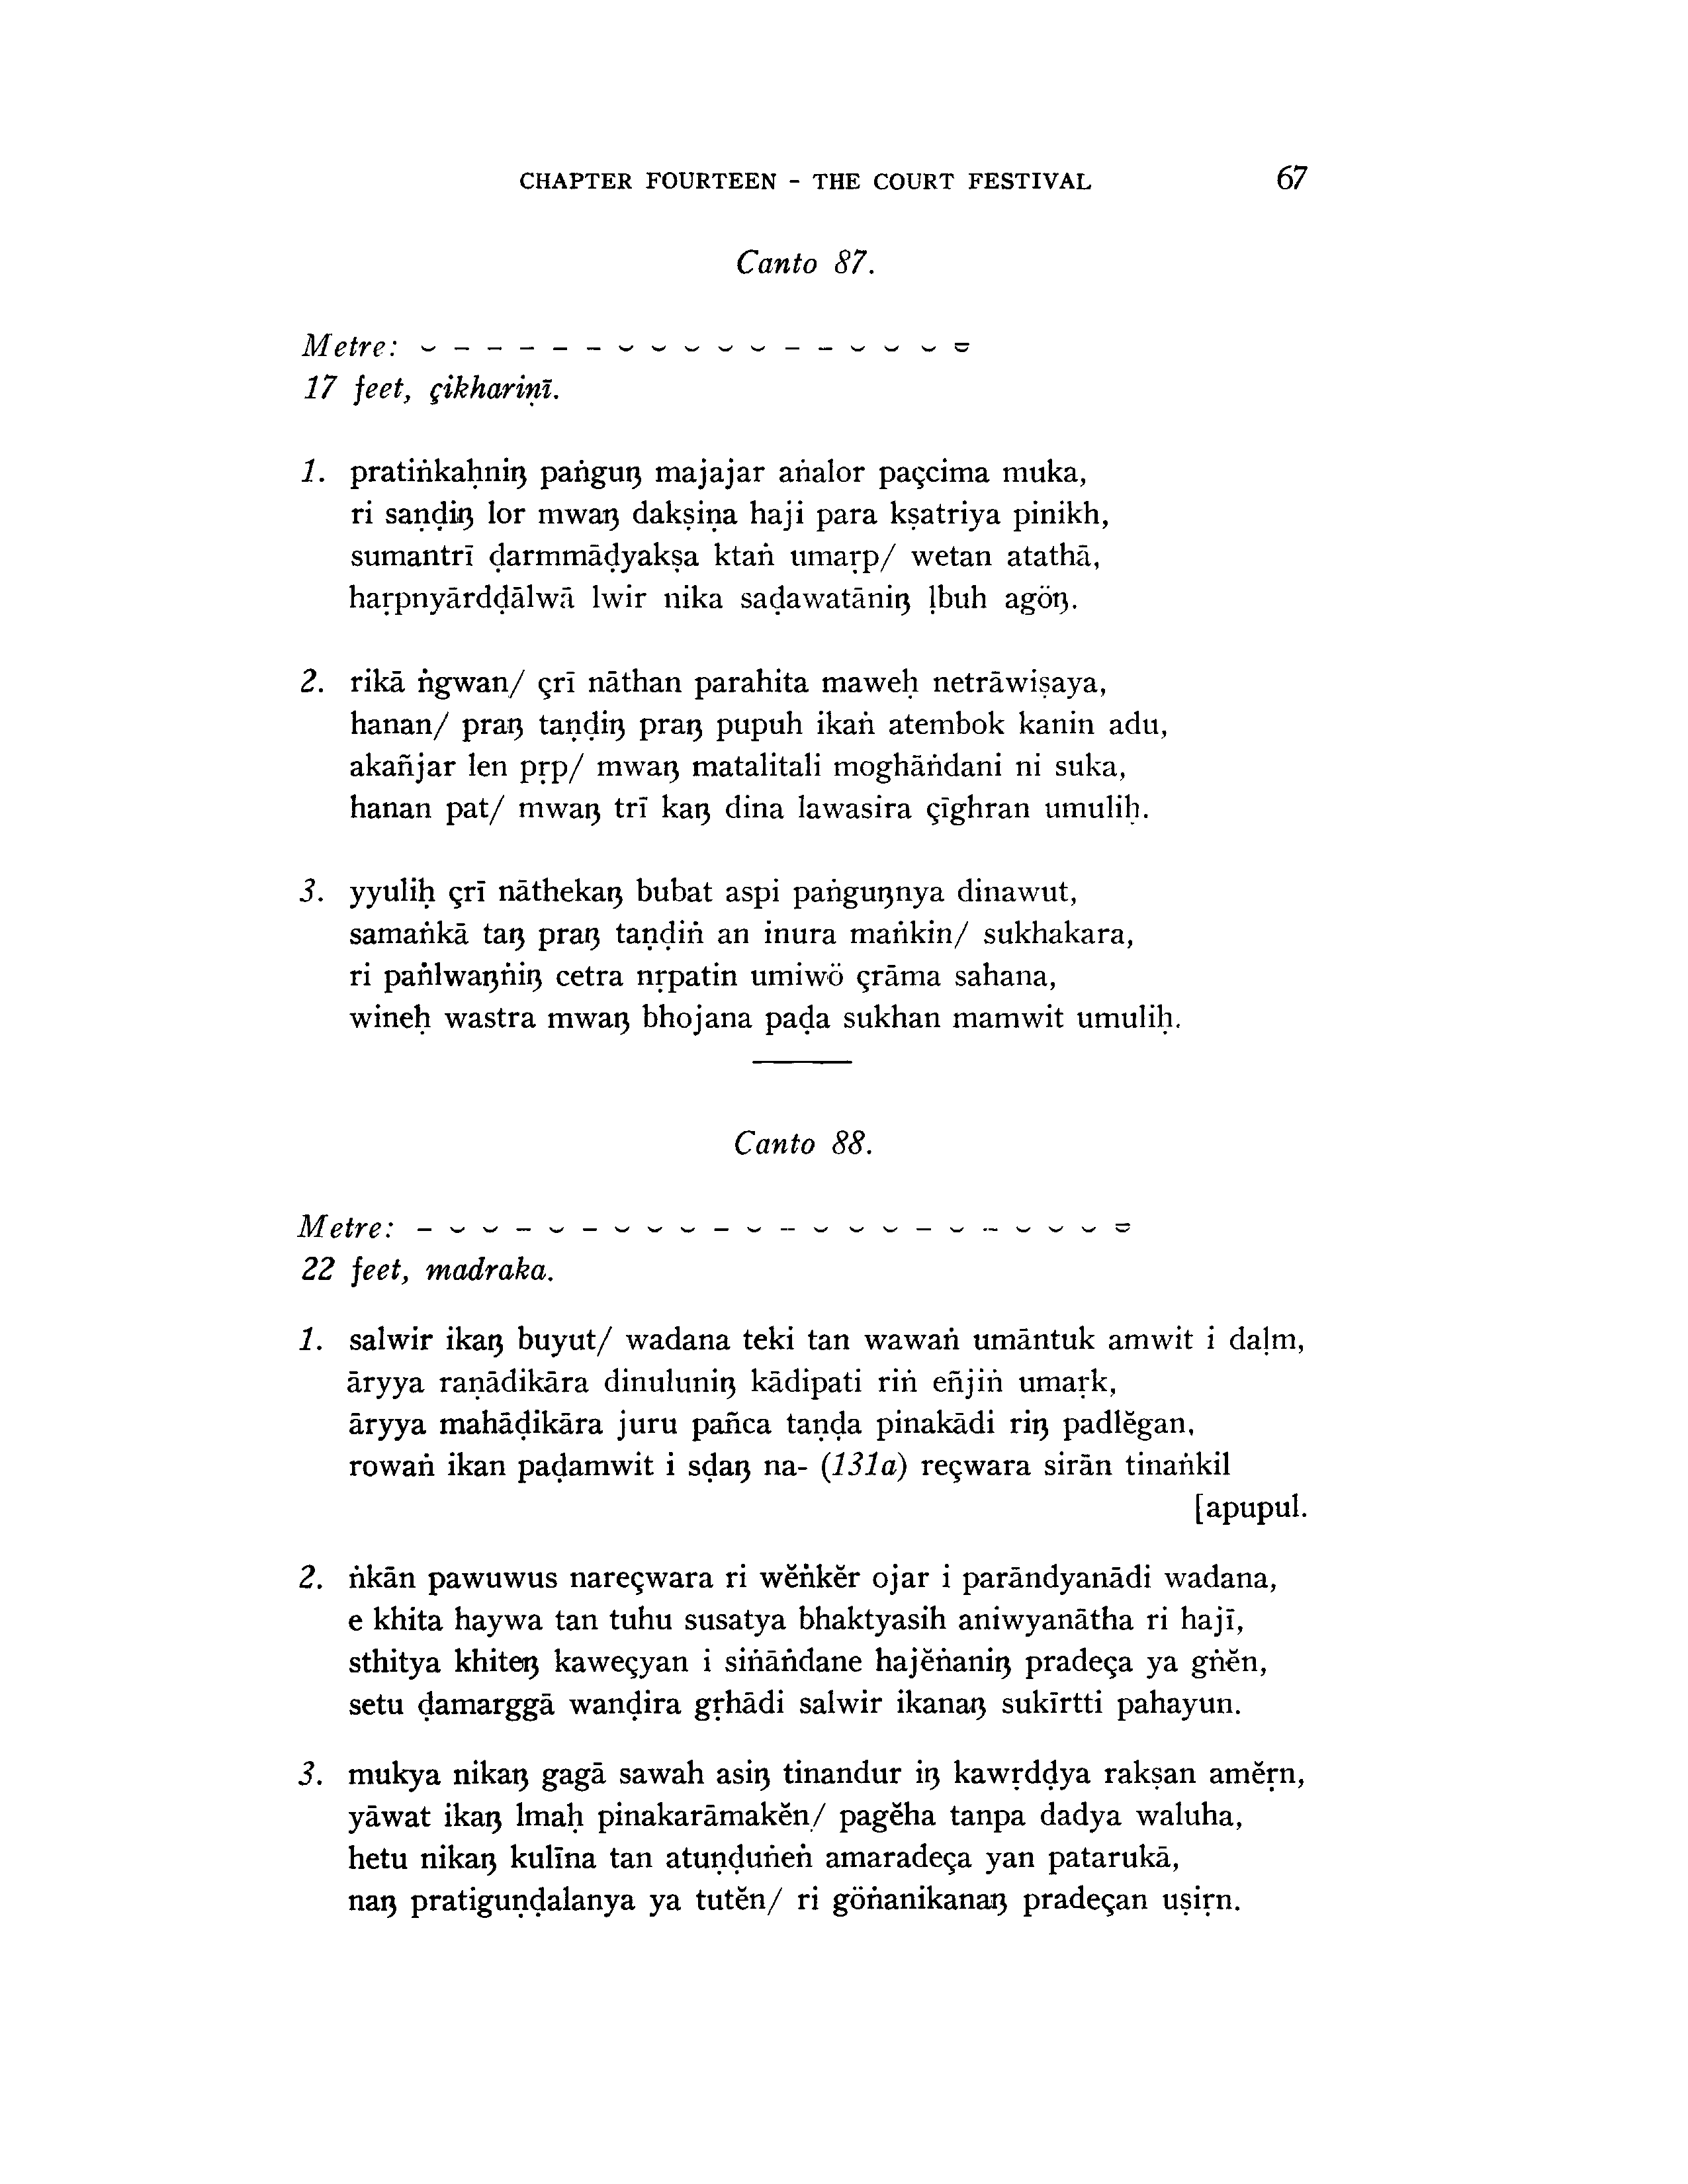 CHAPTER FOURTEEN - THE COURT FESTIVAL 67
Canto 87.
Metre: ⏑ – – – – – ⏑ ⏑ ⏑ ⏑ ⏑ – – ⏑ ⏑ ⏑ ⏓
17 feet, çikhariṇī.
1. pratiṅkaḥniŋ paṅguŋ majajar aṅalor paçcima muka,
ri saṇḍiŋ lor mwaŋ dakṣiṇa haji para kṣatriya pinikh,
sumantrī ḍarmmāḍyakṣa ktaṅ umaṛp/ wetan atathā,
haṛpnyārdḍālwā lwir nika saḍawatāniŋ ḷbuh agöŋ.
2. rikā ṅgwan/ çrī nāthan parahita maweḥ netrāwiṣaya,
hanan/ praŋ taṇḍiŋ praŋ pupuh ikaṅ atembok kanin adu,
akañjar len pṛp/ mwaŋ matalitali moghāṅdani ni suka,
hanan pat/ mwaŋ trī kaŋ dina lawasira çīghran umuliḥ.
3. yyuliḥ çrī nāthekaŋ bubat aspi paṅguŋnya dinawut,
samaṅkā taŋ praŋ taṇḍiṅ an inura maṅkin/ sukhakara,
ri paṅlwaŋṅiŋ cetra nṛpatin umiwö çrāma sahana,
wineḥ wastra mwaŋ bhojana paḍa sukhan mamwit umuliḥ.
Canto 88.
Metre: – ⏑ ⏑ – ⏑ – ⏑ ⏑ ⏑ – ⏑ – ⏑ ⏑ ⏑ – ⏑ – ⏑ ⏑ ⏑ ⏓
22 feet, madraka.
1. salwir ikaŋ buyut/ wadana teki tan wawaṅ umāntuk amwit i daḷm,
āryya raṇādikāra dinuluniŋ kādipati riṅ eñjiṅ umaṛk,
āryya mahāḍikāra juru pañca taṇḍa pinakādi riŋ padlĕgan,
rowaṅ ikan paḍamwit i sḍaŋ na- (131a) reçwara sirān tinaṅkil
[apupul.
2. ṅkān pawuwus nareçwara ri wĕṅkĕr ojar i parāndyanādi wadana,
e khita haywa tan tuhu susatya bhaktyasih aniwyanātha ri hajī,
sthitya khiteŋ kaweçyan i siṅāṅdane hajĕṅaniŋ pradeça ya gṅĕn,
setu ḍamarggā wanḍira gṛhādi salwir ikanaŋ sukīrtti pahayun.
3. mukya nikaŋ gagā sawah asiŋ tinandur iŋ kawṛdḍya rakṣan amĕṛn,
yāwat ikaŋ lmaḥ pinakarāmakĕn/ pagĕha tanpa dadya waluha,
hetu nikaŋ kulīna tan atuṇḍuṅeṅ amaradeça yan patarukā,
naŋ pratiguṇḍalanya ya tutĕn/ ri göṅanikanaŋ pradeçan uṣiṛn.